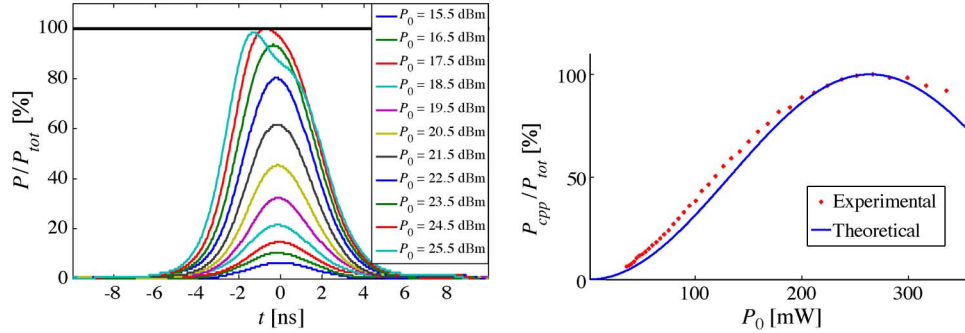 100
80
60
40
20
0
P/P_tot [%]
-8
-6
-4
-2
0
2
4
6
8
t [ns]
P_0 = 15.5 dBm
P_0 = 16.5 dBm
P_0 = 17.5 dBm
P_0 = 18.5 dBm
P_0 = 19.5 dBm
P_0 = 20.5 dBm
P_0 = 21.5 dBm
P_0 = 22.5 dBm
P_0 = 23.5 dBm
P_0 = 24.5 dBm
P_0 = 25.5 dBm
100
50
0
P_cpp/P_tot [%]
Experimental
Theoretical
100
200
300
P_0 [mW]